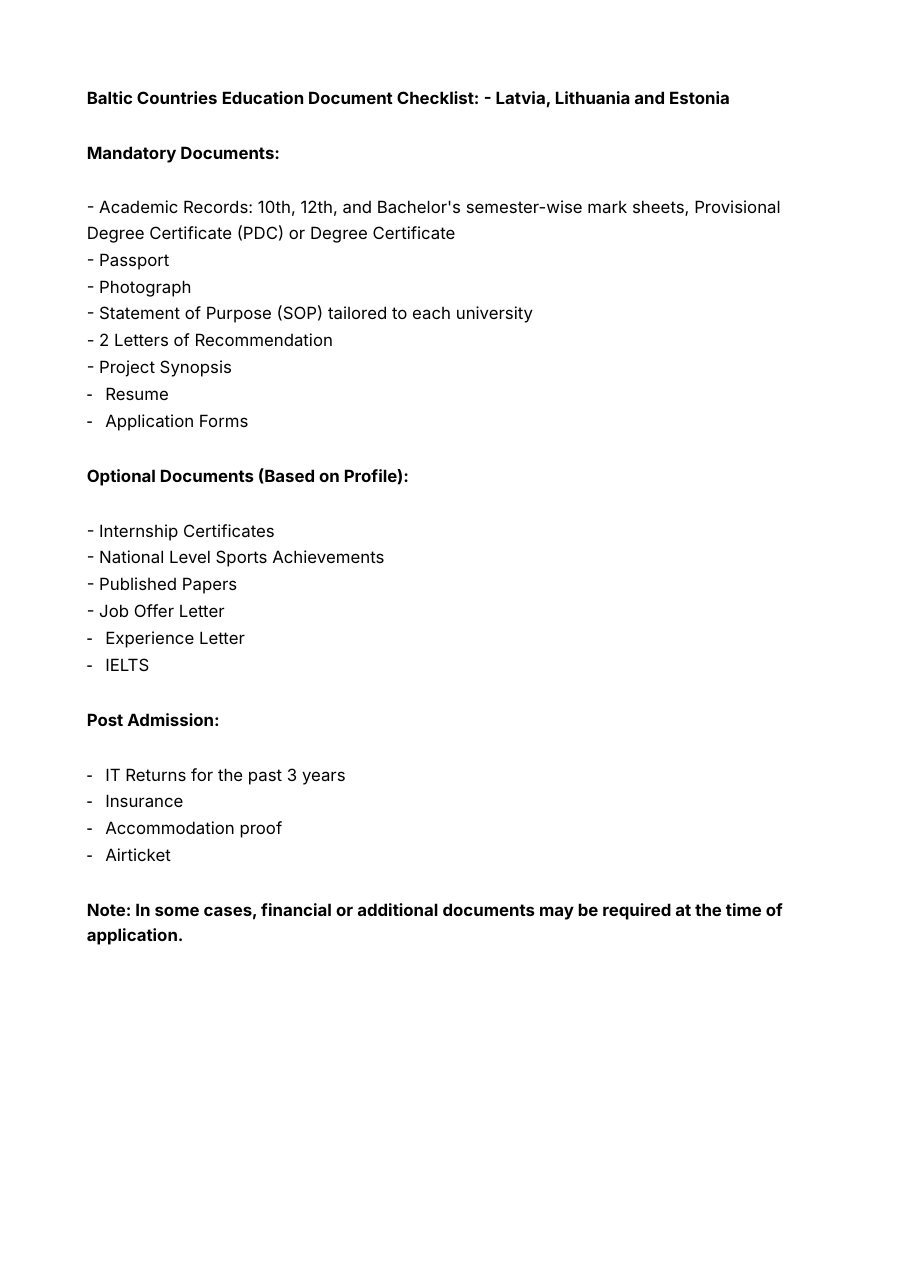 Baltic Countries Education Document Checklist: - Latvia, Lithuania and Estonia
Mandatory Documents:
- Academic Records: 10th, 12th, and Bachelor's semester-wise mark sheets, Provisional
Degree Certificate (PDC) or Degree Certificate
- Passport
- Photograph
- Statement of Purpose (SOP) tailored to each university
- 2 Letters of Recommendation
- Project Synopsis
- Resume
- Application Forms
Optional Documents (Based on Profile):
- Internship Certificates
- National Level Sports Achievements
- Published Papers
- Job Offer Letter
- Experience Letter
- IELTS
Post Admission:
- IT Returns for the past 3 years
- Insurance
- Accommodation proof
- Airticket
Note: In some cases, financial or additional documents may be required at the time of
application.